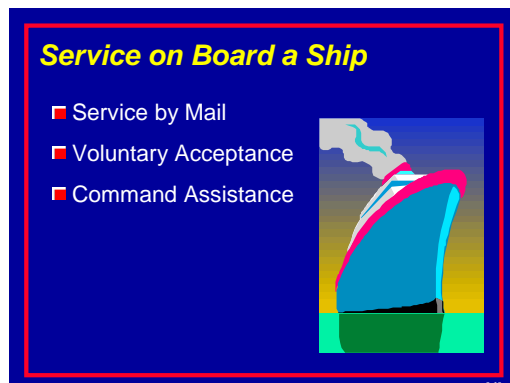 Service on Board a Ship
Service by Mail
Voluntary Acceptance
Command Assistance